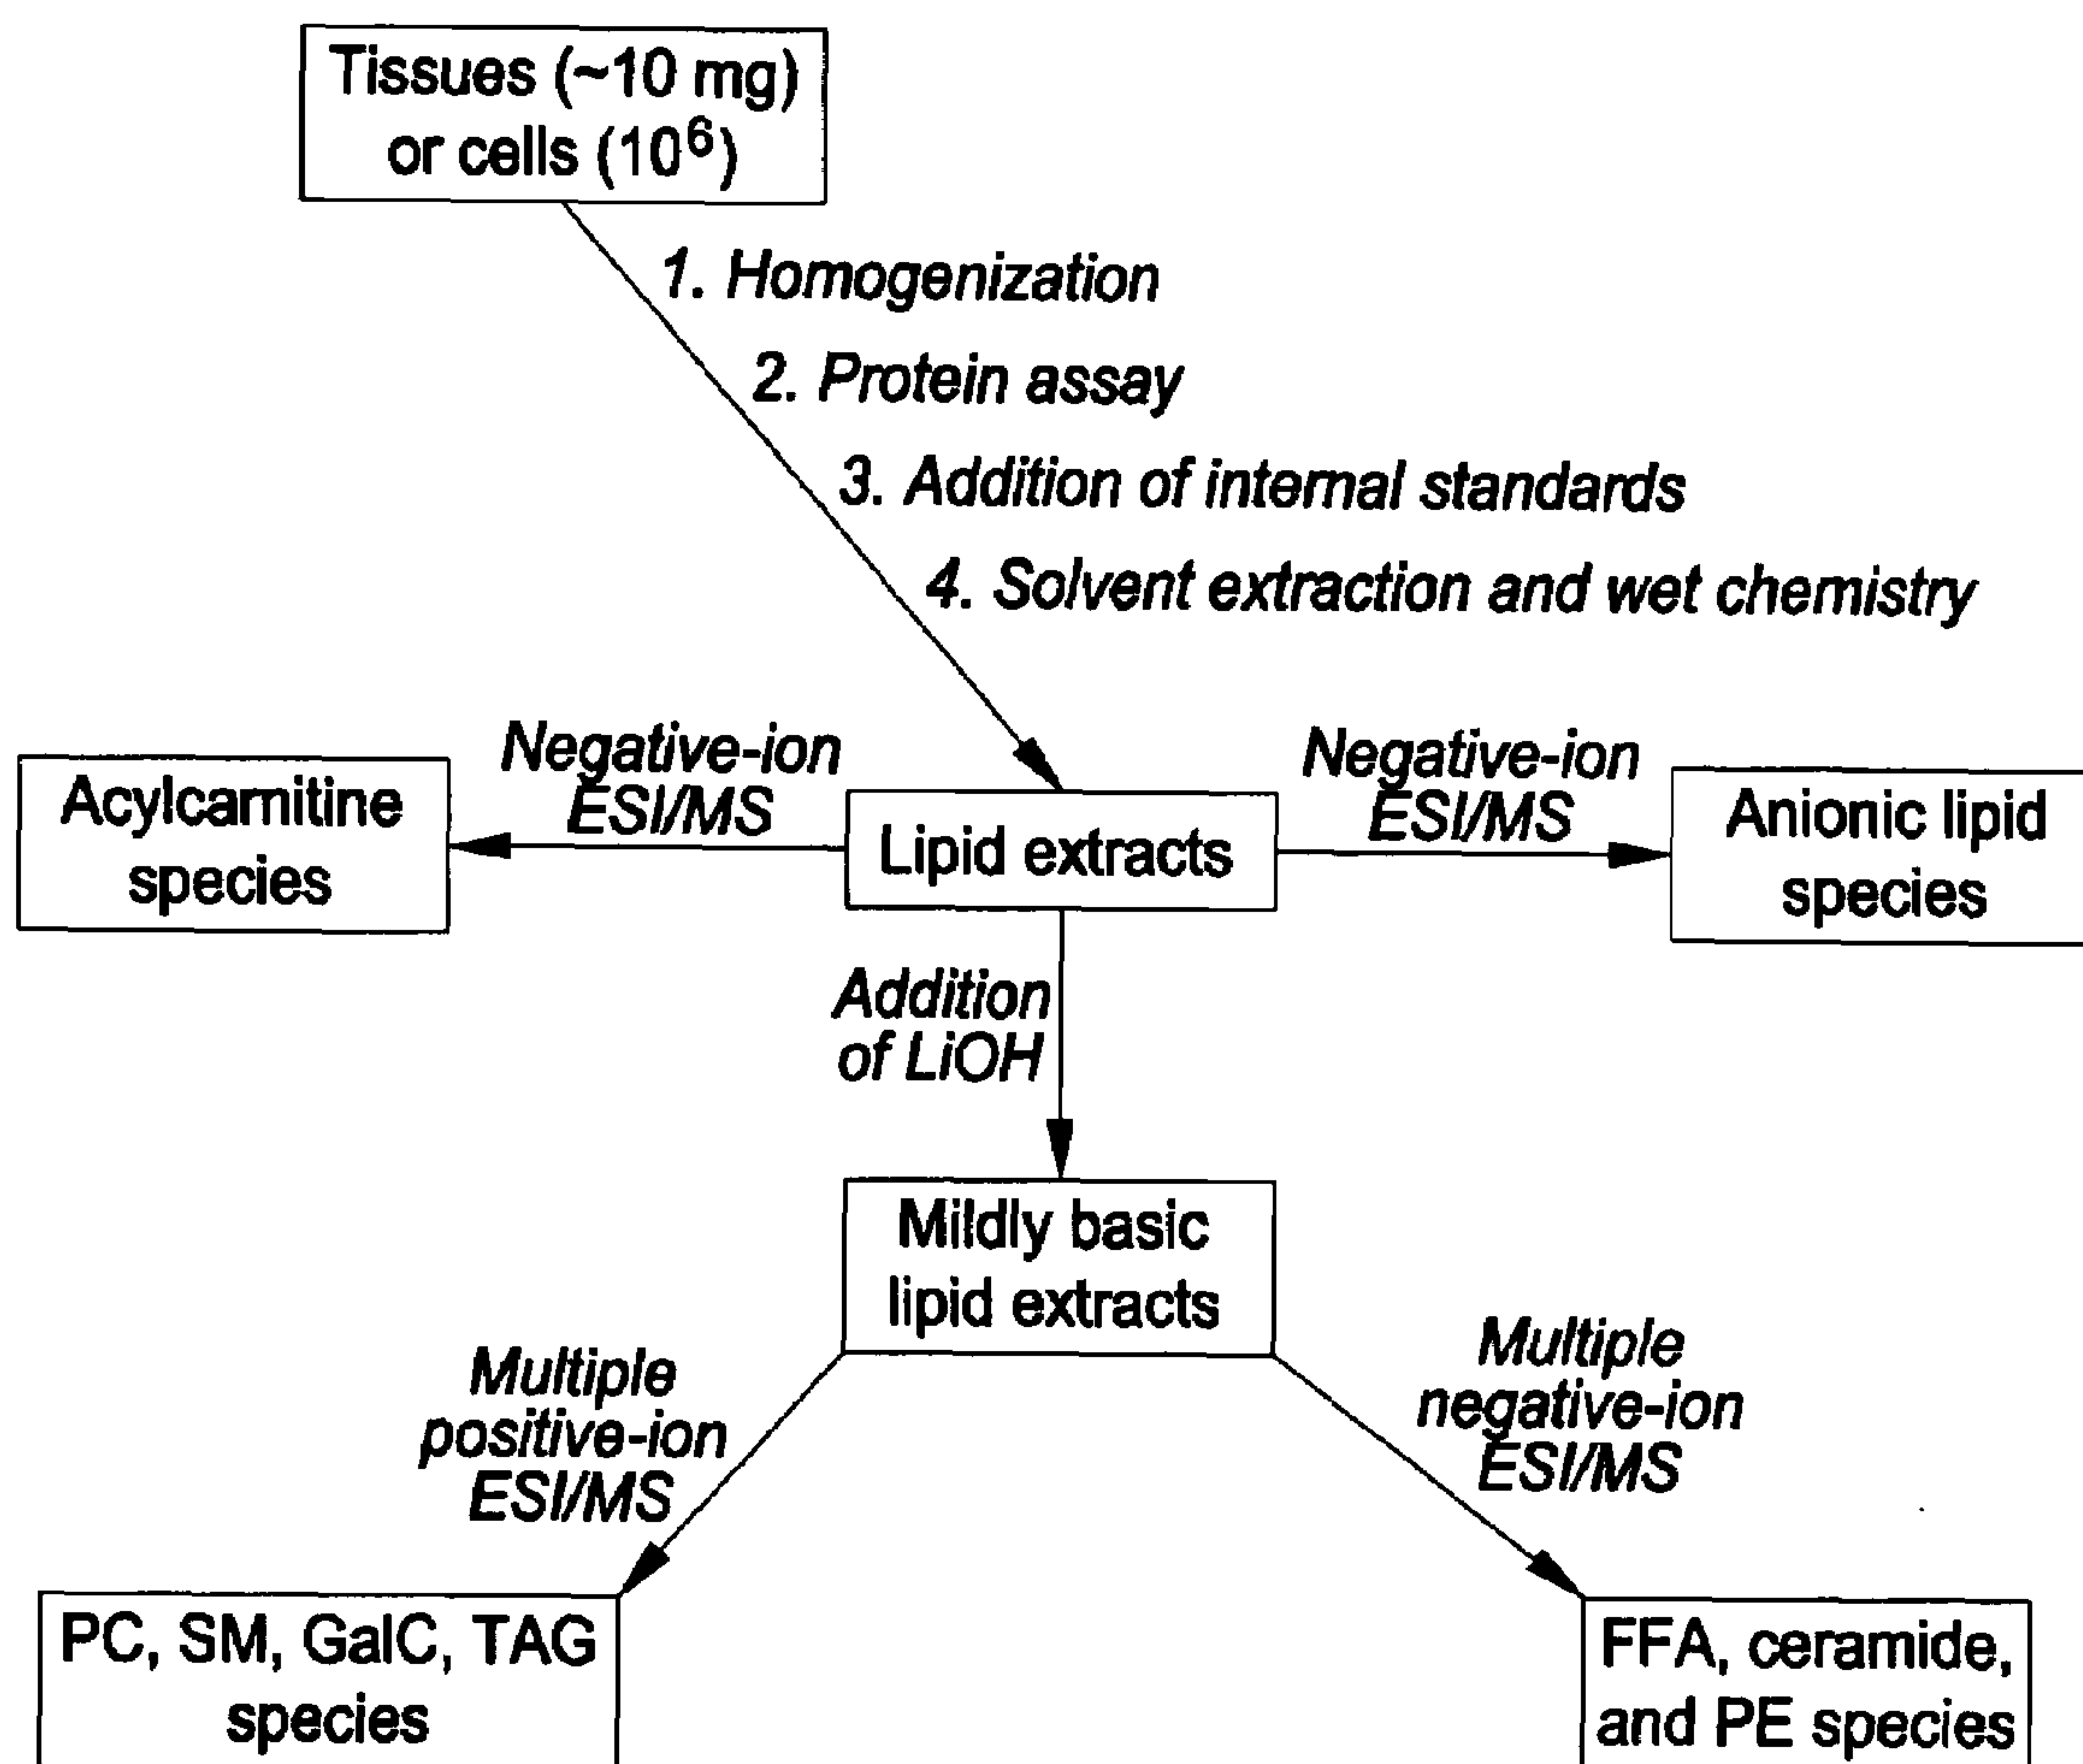 Tissues (~10 mg)
or cells (10⁶)
1. Homogenization
2. Protein assay
3. Addition of internal standards
4. Solvent extraction and wet chemistry
Negative-ion
ESI/MS
Negative-ion
ESI/MS
Acylcarnitine
species
Lipid extracts
Anionic lipid
species
Addition
of LiOH
Mildly basic
lipid extracts
Multiple
positive-ion
ESI/MS
Multiple
negative-ion
ESI/MS
PC, SM, GalC, TAG
species
FFA, ceramide,
and PE species